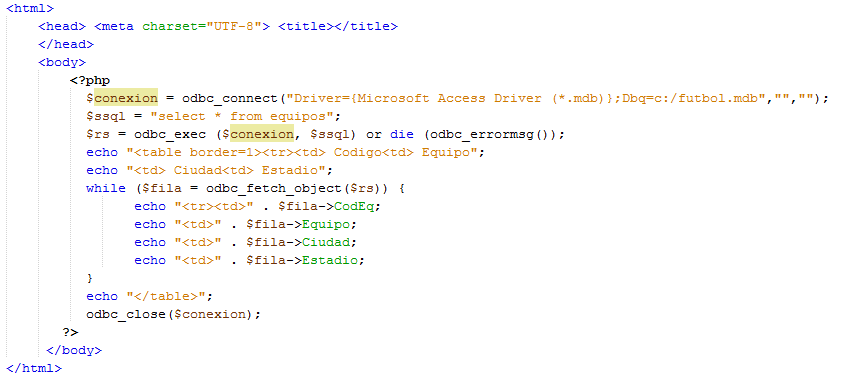 <html>
<head> <meta charset="UTF-8"> <title></title>
</head>
<body>
<?php
$conexion = odbc_connect("Driver={Microsoft Access Driver (*.mdb)};Dbq=c:/futbol.mdb","","");
$ssql = "select * from equipos";
$rs = odbc_exec ($conexion, $ssql) or die (odbc_errormsg());
echo "<table border=1><tr><td> Codigo<td> Equipo";
echo "<td> Ciudad<td> Estadio";
while ($fila = odbc_fetch_object($rs)) {
echo "<tr><td>" . $fila->CodEq;
echo "<td>" . $fila->Equipo;
echo "<td>" . $fila->Ciudad;
echo "<td>" . $fila->Estadio;
}
echo "</table>";
odbc_close($conexion);
?>
</body>
</html>